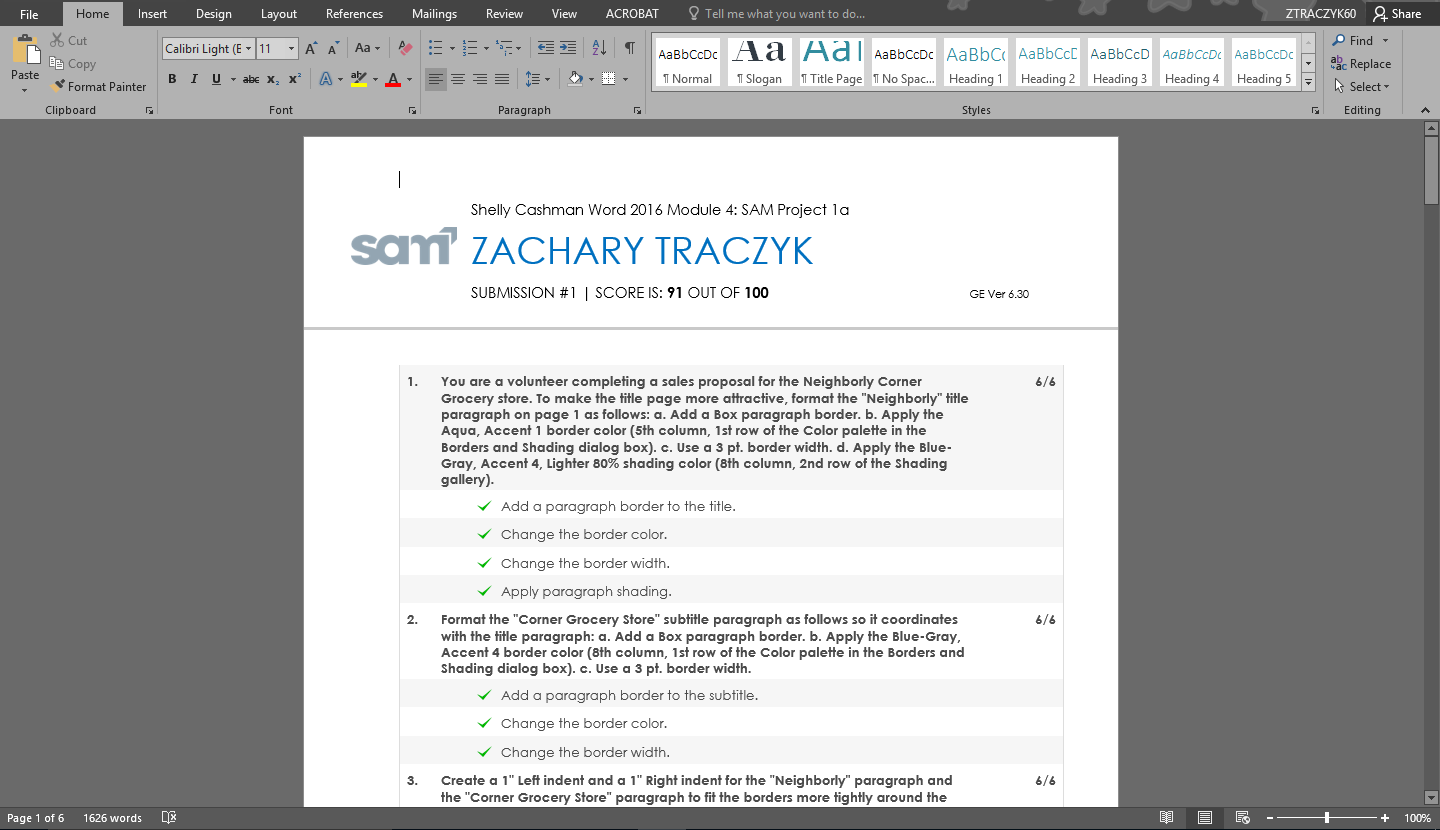 File Home Insert Design Layout References Mailings Review View ACROBAT Tell me what you want to do... ZTRACZYK60 Share
Paste
Cut
Copy
Format Painter
Clipboard
Calibri Light (E 11 Aa
B I U abc x₂ x² A ab A
Font
Paragraph
AaBbCcDc Aa AaI AaBbCcDc AaBbCc AaBbCcD AaBbCcD AaBbCcDc AaBbCcDc
¶ Normal ¶ Slogan ¶ Title Page ¶ No Spac... Heading 1 Heading 2 Heading 3 Heading 4 Heading 5
Styles
Find
Replace
Select
Editing
Shelly Cashman Word 2016 Module 4: SAM Project 1a
sam ZACHARY TRACZYK
SUBMISSION #1 | SCORE IS: 91 OUT OF 100 GE Ver 6.30
1. You are a volunteer completing a sales proposal for the Neighborly Corner 6/6
Grocery store. To make the title page more attractive, format the "Neighborly" title
paragraph on page 1 as follows: a. Add a Box paragraph border. b. Apply the
Aqua, Accent 1 border color (5th column, 1st row of the Color palette in the
Borders and Shading dialog box). c. Use a 3 pt. border width. d. Apply the Blue-
Gray, Accent 4, Lighter 80% shading color (8th column, 2nd row of the Shading
gallery).
Add a paragraph border to the title.
Change the border color.
Change the border width.
Apply paragraph shading.
2. Format the "Corner Grocery Store" subtitle paragraph as follows so it coordinates 6/6
with the title paragraph: a. Add a Box paragraph border. b. Apply the Blue-Gray,
Accent 4 border color (8th column, 1st row of the Color palette in the Borders and
Shading dialog box). c. Use a 3 pt. border width.
Add a paragraph border to the subtitle.
Change the border color.
Change the border width.
3. Create a 1" Left indent and a 1" Right indent for the "Neighborly" paragraph and 6/6
the "Corner Grocery Store" paragraph to fit the borders more tightly around the
Page 1 of 6 1626 words 100%